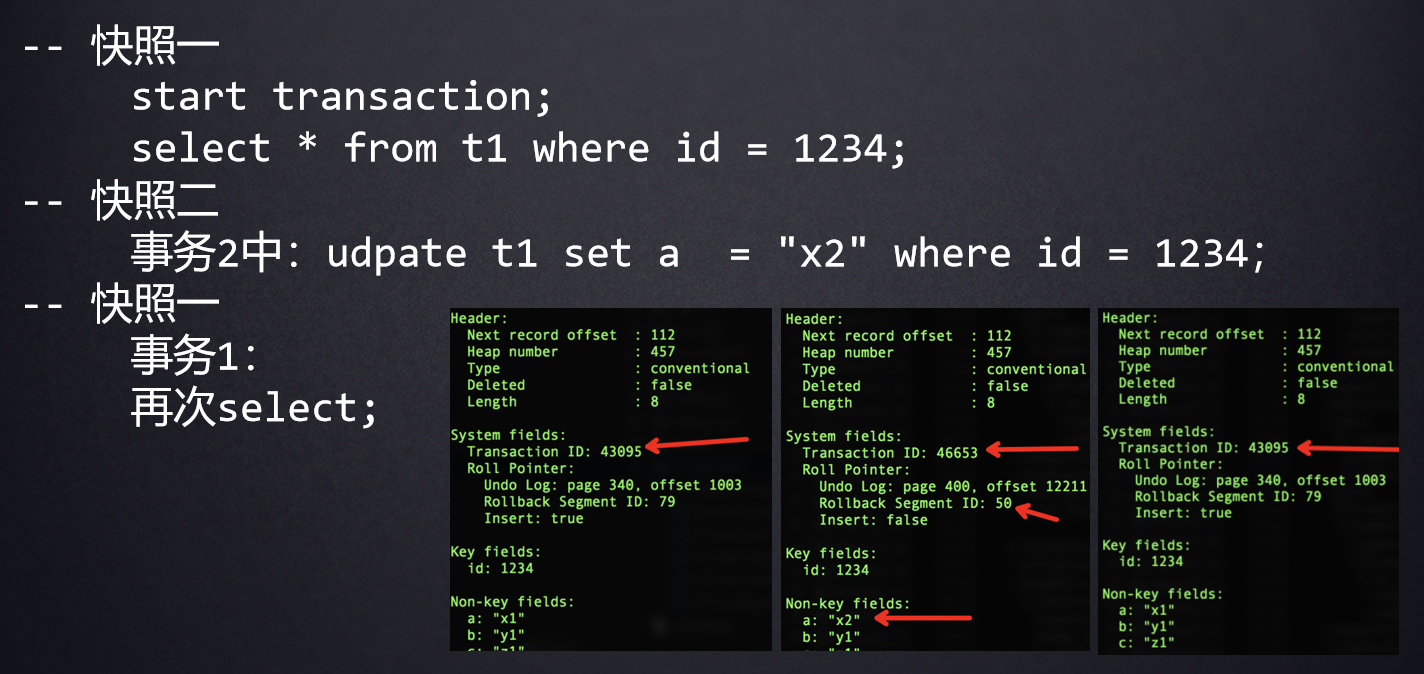 -- 快照一
start transaction;
select * from t1 where id = 1234;
-- 快照二
事务2中：udpate t1 set a  = "x2" where id = 1234;
-- 快照一
事务1：
再次select;
Header:
Next record offset : 112
Heap number : 457
Type : conventional
Deleted : false
Length : 8
System fields:
Transaction ID: 43095
Roll Pointer:
Undo Log: page 340, offset 1003
Rollback Segment ID: 79
Insert: true
Key fields:
id: 1234
Non-key fields:
a: "x1"
b: "y1"
Header:
Next record offset : 112
Heap number : 457
Type : conventional
Deleted : false
Length : 8
System fields:
Transaction ID: 46653
Roll Pointer:
Undo Log: page 400, offset 12211
Rollback Segment ID: 50
Insert: false
Key fields:
id: 1234
Non-key fields:
a: "x2"
b: "y1"
Header:
Next record offset : 112
Heap number : 457
Type : conventional
Deleted : false
Length : 8
System fields:
Transaction ID: 43095
Roll Pointer:
Undo Log: page 340, offset 1003
Rollback Segment ID: 79
Insert: true
Key fields:
id: 1234
Non-key fields:
a: "x1"
b: "y1"
c: "z1"